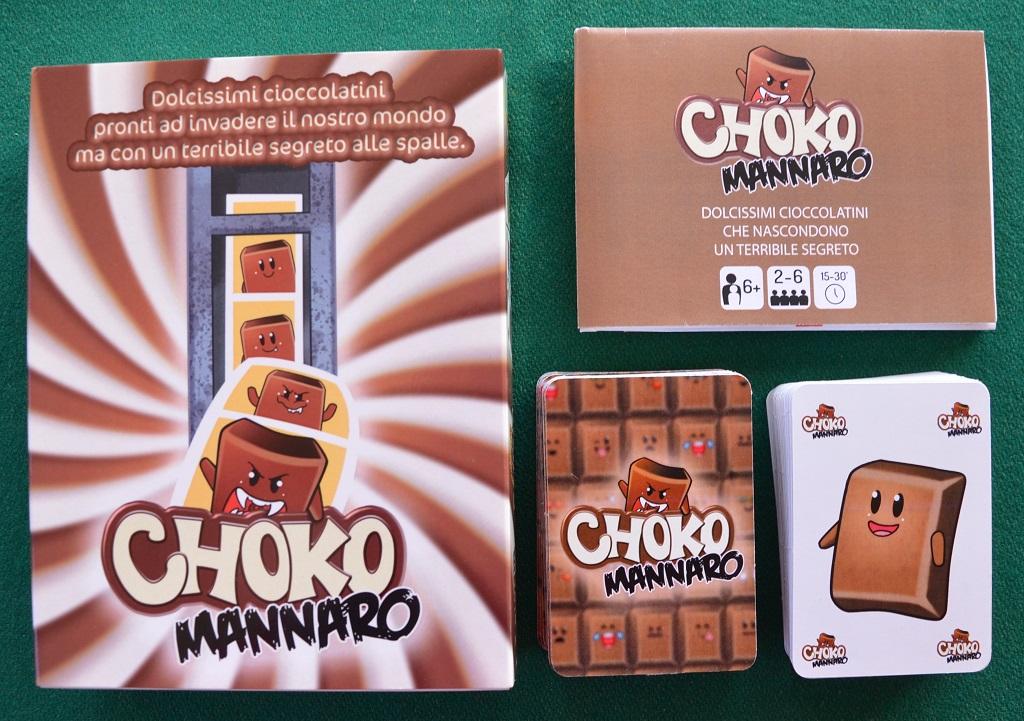 Dolcissimi cioccolatini
pronti ad invadere il nostro mondo
ma con un terribile segreto alle spalle.
CHOKO
MANNARO
CHOKO
MANNARO
DOLCISSIMI CIOCCOLATINI
CHE NASCONDONO
UN TERRIBILE SEGRETO
6+
2-6
15-30'
CHOKO
MANNARO
CHOKO
MANNARO
CHOKO
MANNARO
CHOKO
MANNARO
CHOKO
MANNARO